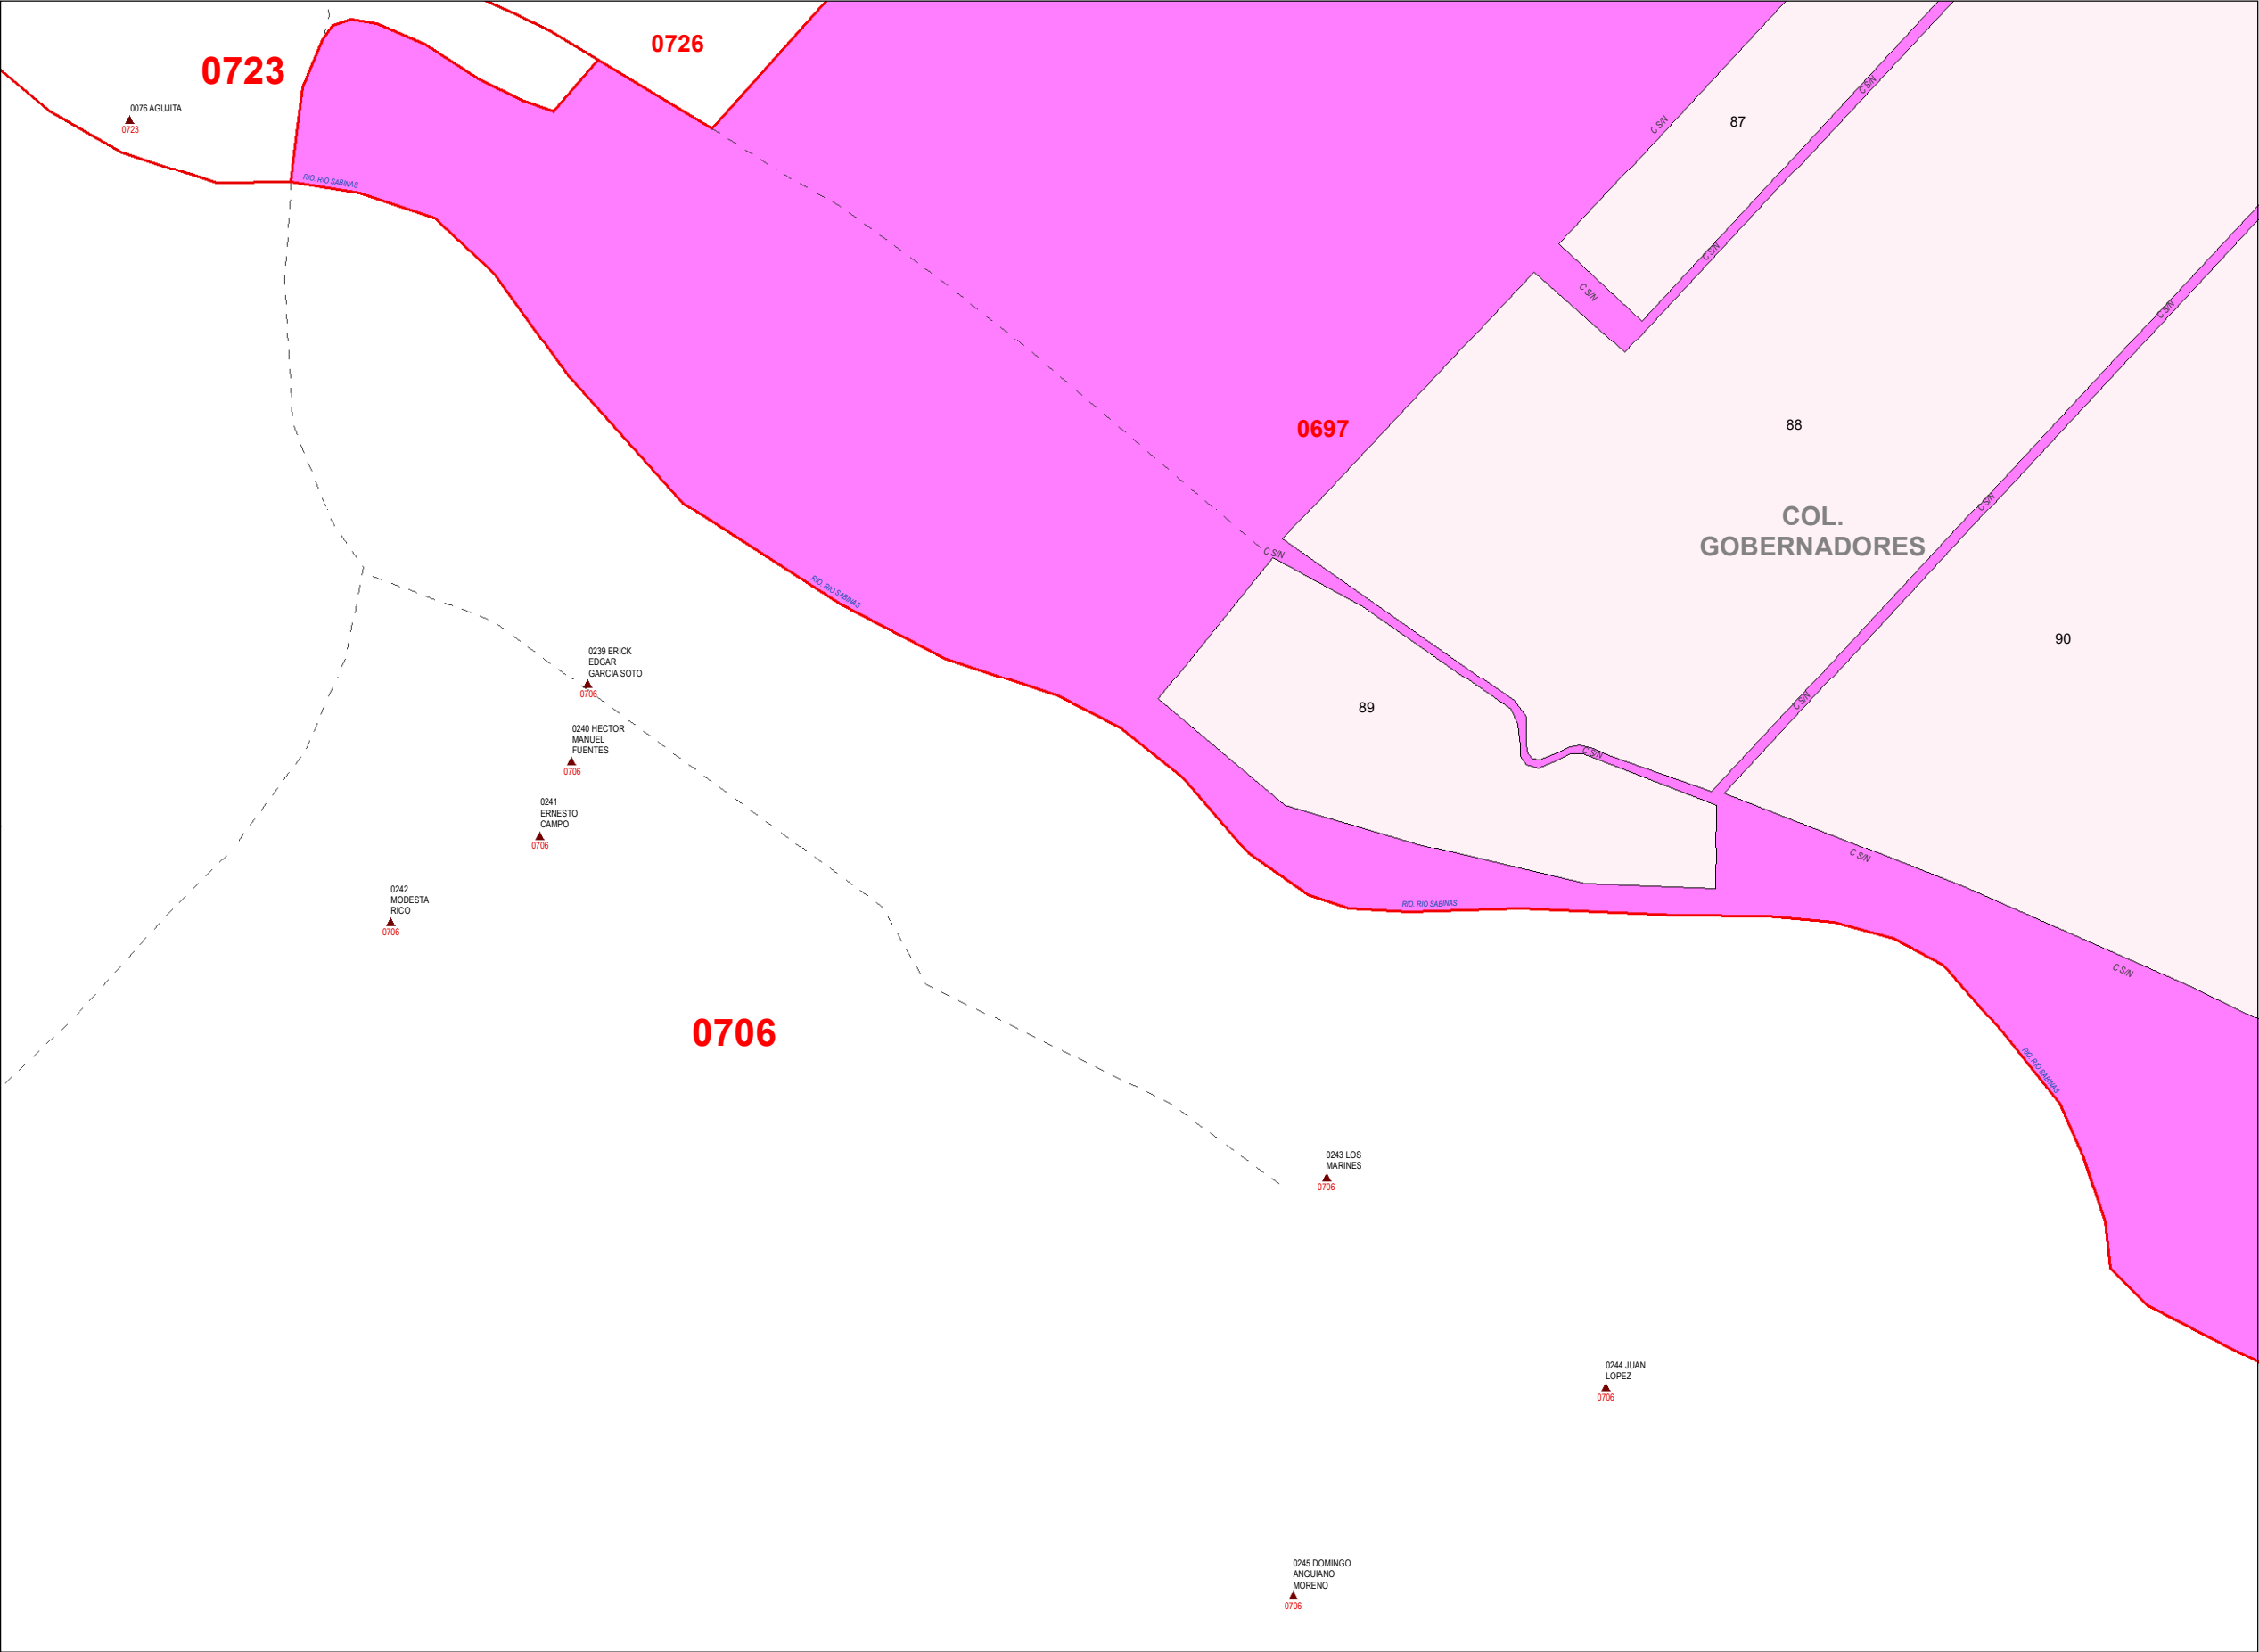 0726
0723
C S/N
0076 AGUJITA
0723
87
C S/N
RIO. RÍO SABINAS
C S/N
C S/N
C S/N
0697
88
C S/N
COL.
GOBERNADORES
C S/N
RIO. RIO SABINAS
90
0239 ERICK
EDGAR
GARCIA SOTO
0706
C S/N
89
0240 HECTOR
MANUEL
FUENTES
0706
C S/N
0241
ERNESTO
CAMPO
0706
C S/N
0242
MODESTA
RICO
0706
RIO. RIO SABINAS
C S/N
0706
RIO. RIO SABINAS
0243 LOS
MARINES
0706
0244 JUAN
LOPEZ
0706
0245 DOMINGO
ANGUIANO
MORENO
0706